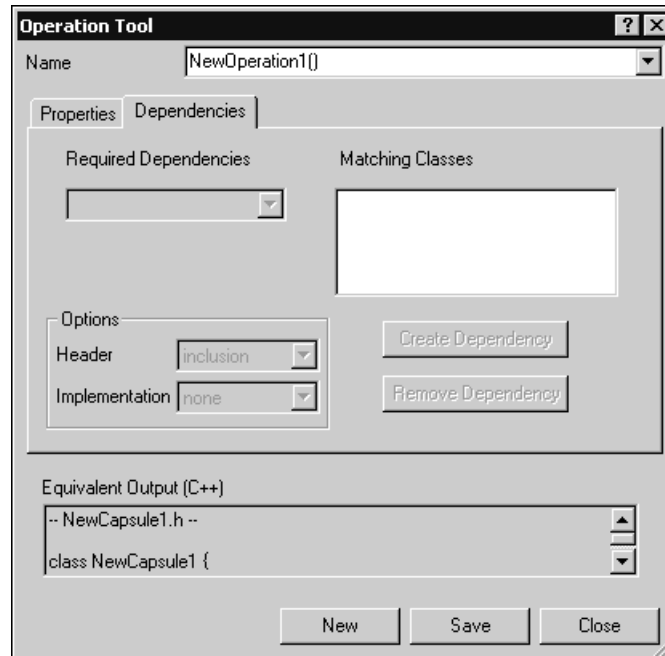 Operation Tool
Name NewOperation1()
Properties Dependencies
Required Dependencies Matching Classes
Options
Header inclusion
Implementation none
Create Dependency
Remove Dependency
Equivalent Output (C++)
-- NewCapsule1.h --
class NewCapsule1 {
New Save Close